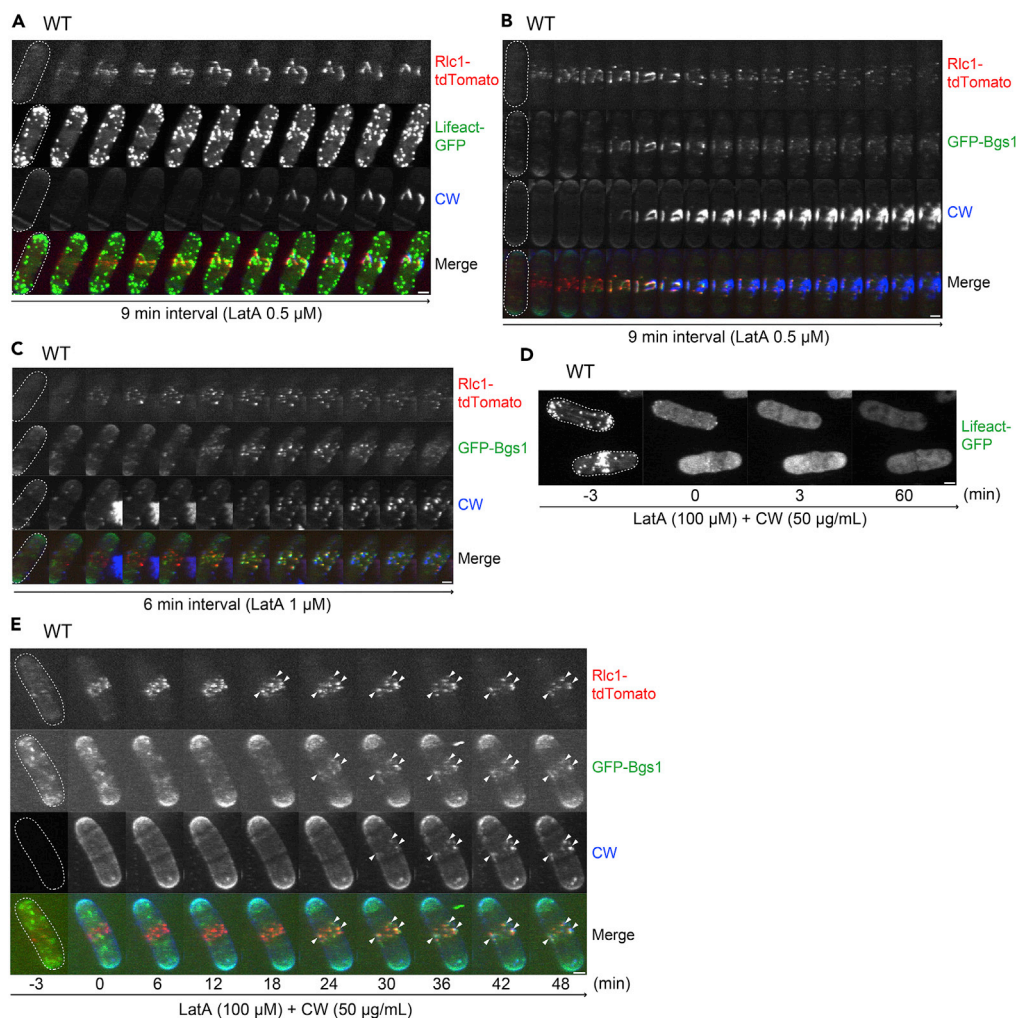 A WT
Rlc1-
tdTomato
Lifeact-
GFP
CW
Merge
9 min interval (LatA 0.5 μM)
B WT
Rlc1-
tdTomato
GFP-Bgs1
CW
Merge
9 min interval (LatA 0.5 μM)
C WT
Rlc1-
tdTomato
GFP-Bgs1
CW
Merge
6 min interval (LatA 1 μM)
D
WT
Lifeact-
GFP
-3 0 3 60 (min)
LatA (100 μM) + CW (50 μg/mL)
E WT
Rlc1-
tdTomato
GFP-Bgs1
CW
Merge
-3 0 6 12 18 24 30 36 42 48 (min)
LatA (100 μM) + CW (50 μg/mL)